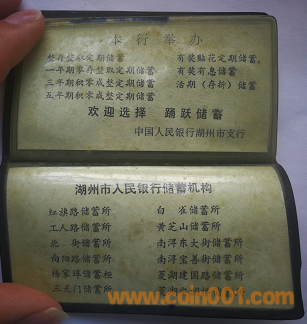 本行举办
整存整取定期储蓄 有奖贴花定期储蓄
一年期零存整取定期储蓄 有奖有息储蓄
三年期积零成整定期储蓄 活期（存折）储蓄
五年期积零成整定期储蓄
欢迎选择 踊跃储蓄
中国人民银行湖州市支行
湖州市人民银行储蓄机构
红旗路储蓄所 白雀储蓄所
工人路储蓄所 黄芝山储蓄所
北街储蓄所 南浔东大街储蓄所
向阳路储蓄所 南浔宝善街储蓄所
杨家埠储蓄柜 菱湖建国路储蓄所
三天门储蓄所 菱湖
www.coin001.com